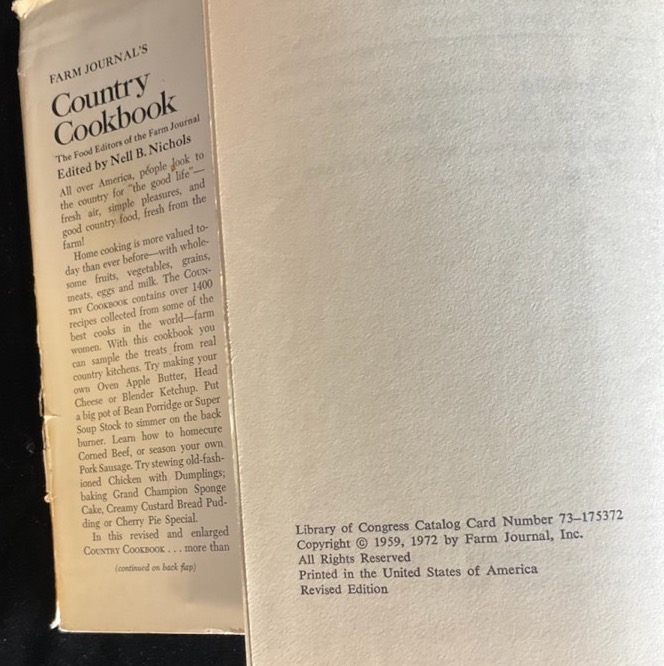 FARM JOURNAL'S
Country
Cookbook
The Food Editors of the Farm Journal
Edited by Nell B. Nichols
All over America, people look to
the country for "the good life"—
fresh air, simple pleasures, and
good country food, fresh from the
farm!
Home cooking is more valued to-
day than ever before—with whole-
some fruits, vegetables, grains,
meats, eggs and milk. The COUN-
TRY COOKBOOK contains over 1400
recipes collected from some of the
best cooks in the world—farm
women. With this cookbook you
can sample the treats from real
country kitchens. Try making your
own Oven Apple Butter, Head
Cheese or Blender Ketchup. Put
a big pot of Bean Porridge or Super
Soup Stock to simmer on the back
burner. Learn how to homecure
Corned Beef, or season your own
Pork Sausage. Try stewing old-fash-
ioned Chicken with Dumplings;
baking Grand Champion Sponge
Cake, Creamy Custard Bread Pud-
ding or Cherry Pie Special.
In this revised and enlarged
COUNTRY COOKBOOK . . . more than
(continued on back flap)
Library of Congress Catalog Card Number 73–175372
Copyright © 1959, 1972 by Farm Journal, Inc.
All Rights Reserved
Printed in the United States of America
Revised Edition